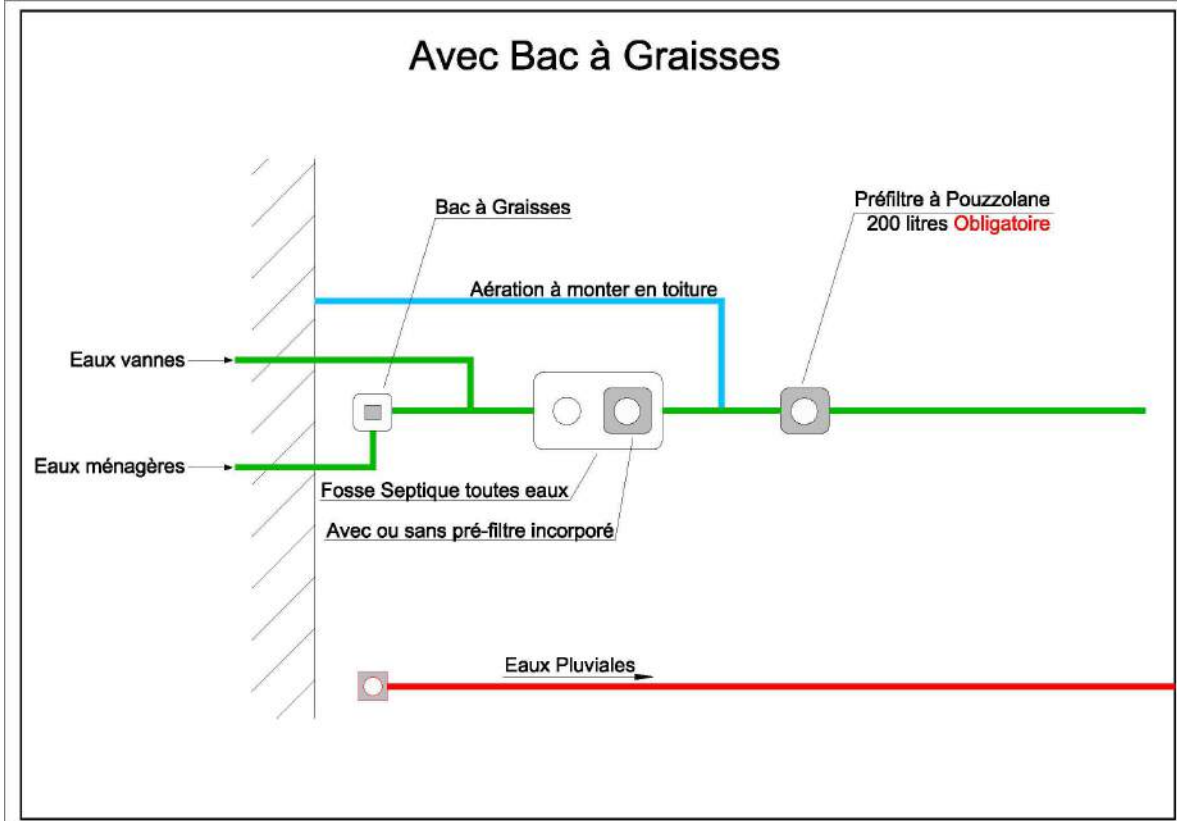 Avec Bac à Graisses
Bac à Graisses
Préfiltre à Pouzzolane
200 litres Obligatoire
Aération à monter en toiture
Eaux vannes
Eaux ménagères
Fosse Septique toutes eaux
Avec ou sans pré-filtre incorporé
Eaux Pluviales